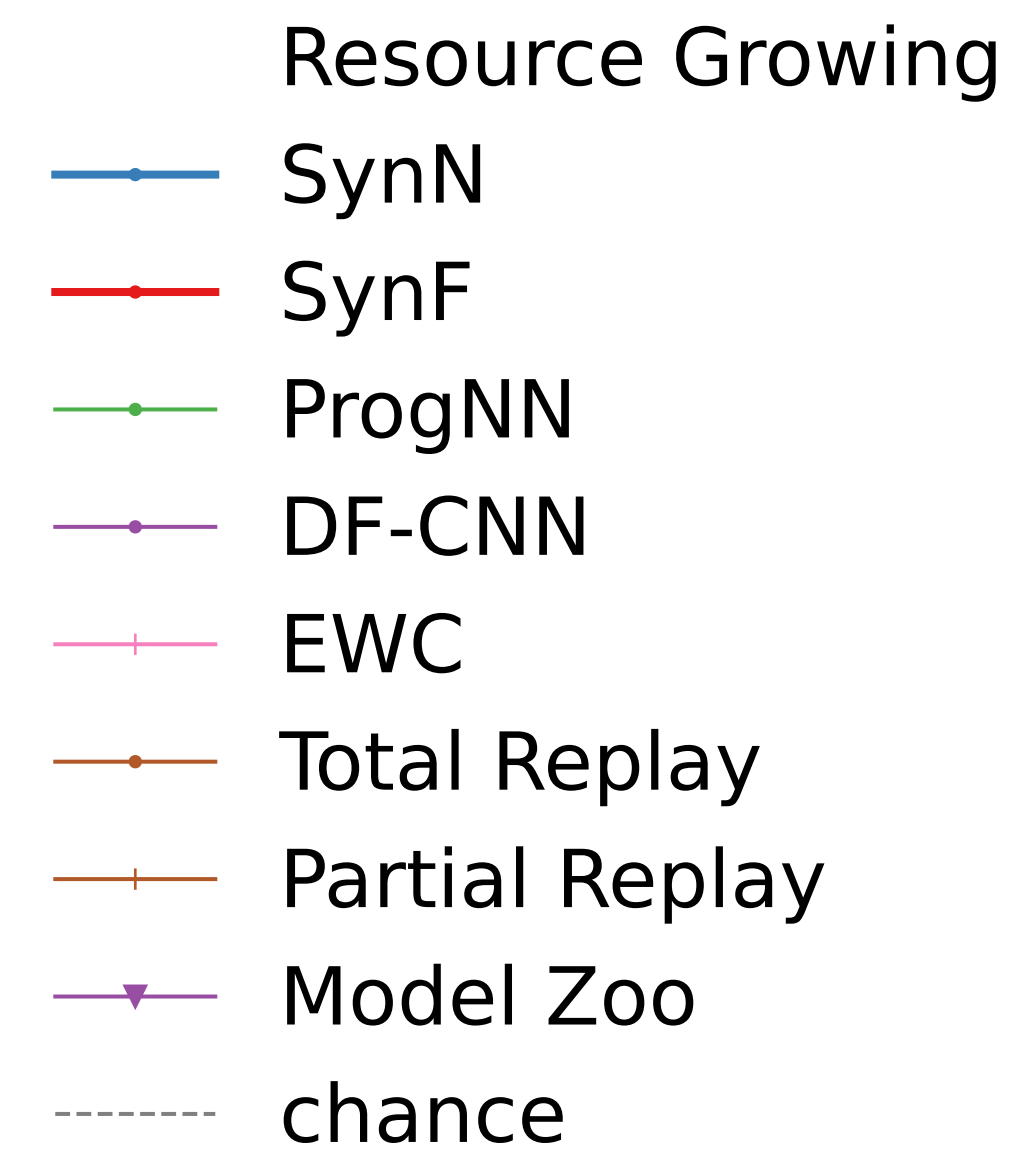 Resource Growing
SynN
SynF
ProgNN
DF-CNN
EWC
Total Replay
Partial Replay
Model Zoo
chance